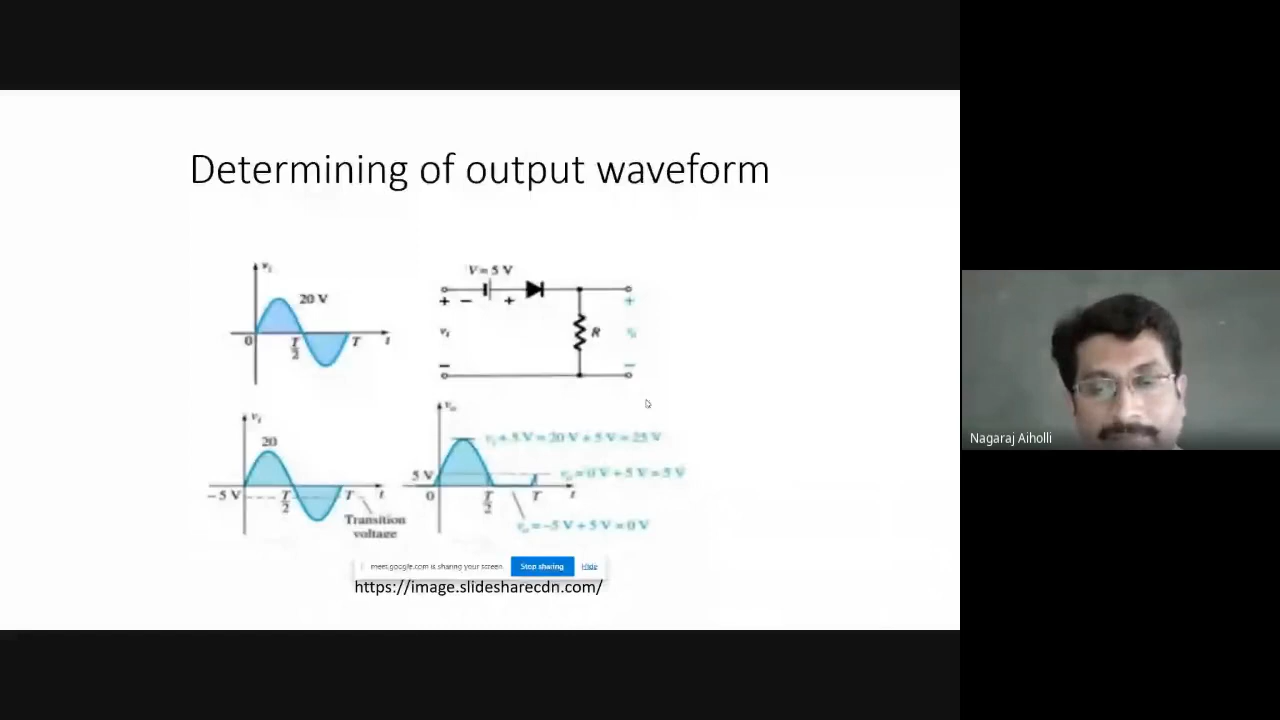 Determining of output waveform
vi
20 V
0
T/2
T
t
V = 5 V
+ − +
vi
R
+
−
−
vi
20
− 5 V
T/2
T
t
Transition
voltage
vo
vi + 5 V = 20 V + 5 V = 25 V
5 V
vo = 0 V + 5 V = 5 V
0
T/2
T
t
vo = −5 V + 5 V = 0 V
meet.google.com is sharing your screen.
Stop sharing
Hide
https://image.slidesharecdn.com/
Nagaraj Aiholli